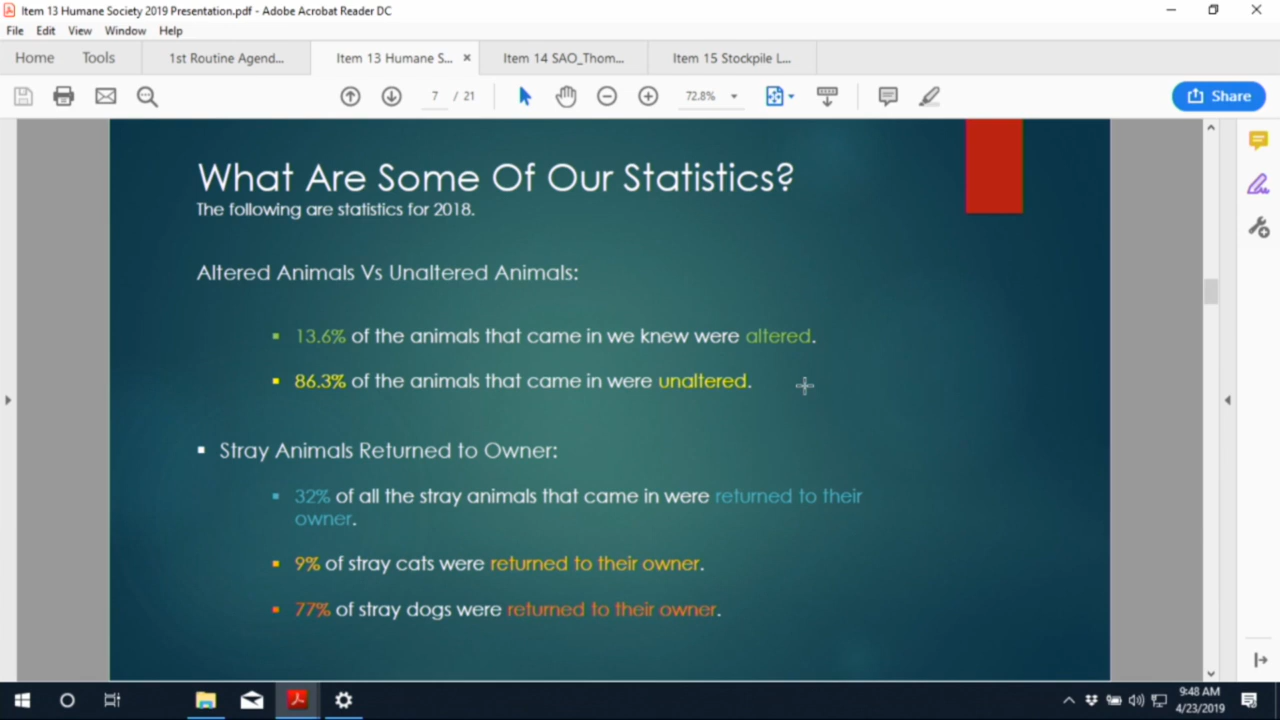 Item 13 Humane Society 2019 Presentation.pdf - Adobe Acrobat Reader DC
File Edit View Window Help
Home Tools 1st Routine Agend... Item 13 Humane S... × Item 14 SAO_Thom... Item 15 Stockpile L...
7 / 21 72.8% Share
What Are Some Of Our Statistics?
The following are statistics for 2018.
Altered Animals Vs Unaltered Animals:
▪ 13.6% of the animals that came in we knew were altered.
▪ 86.3% of the animals that came in were unaltered.
▪ Stray Animals Returned to Owner:
▪ 32% of all the stray animals that came in were returned to their
owner.
▪ 9% of stray cats were returned to their owner.
▪ 77% of stray dogs were returned to their owner.
9:48 AM
4/23/2019